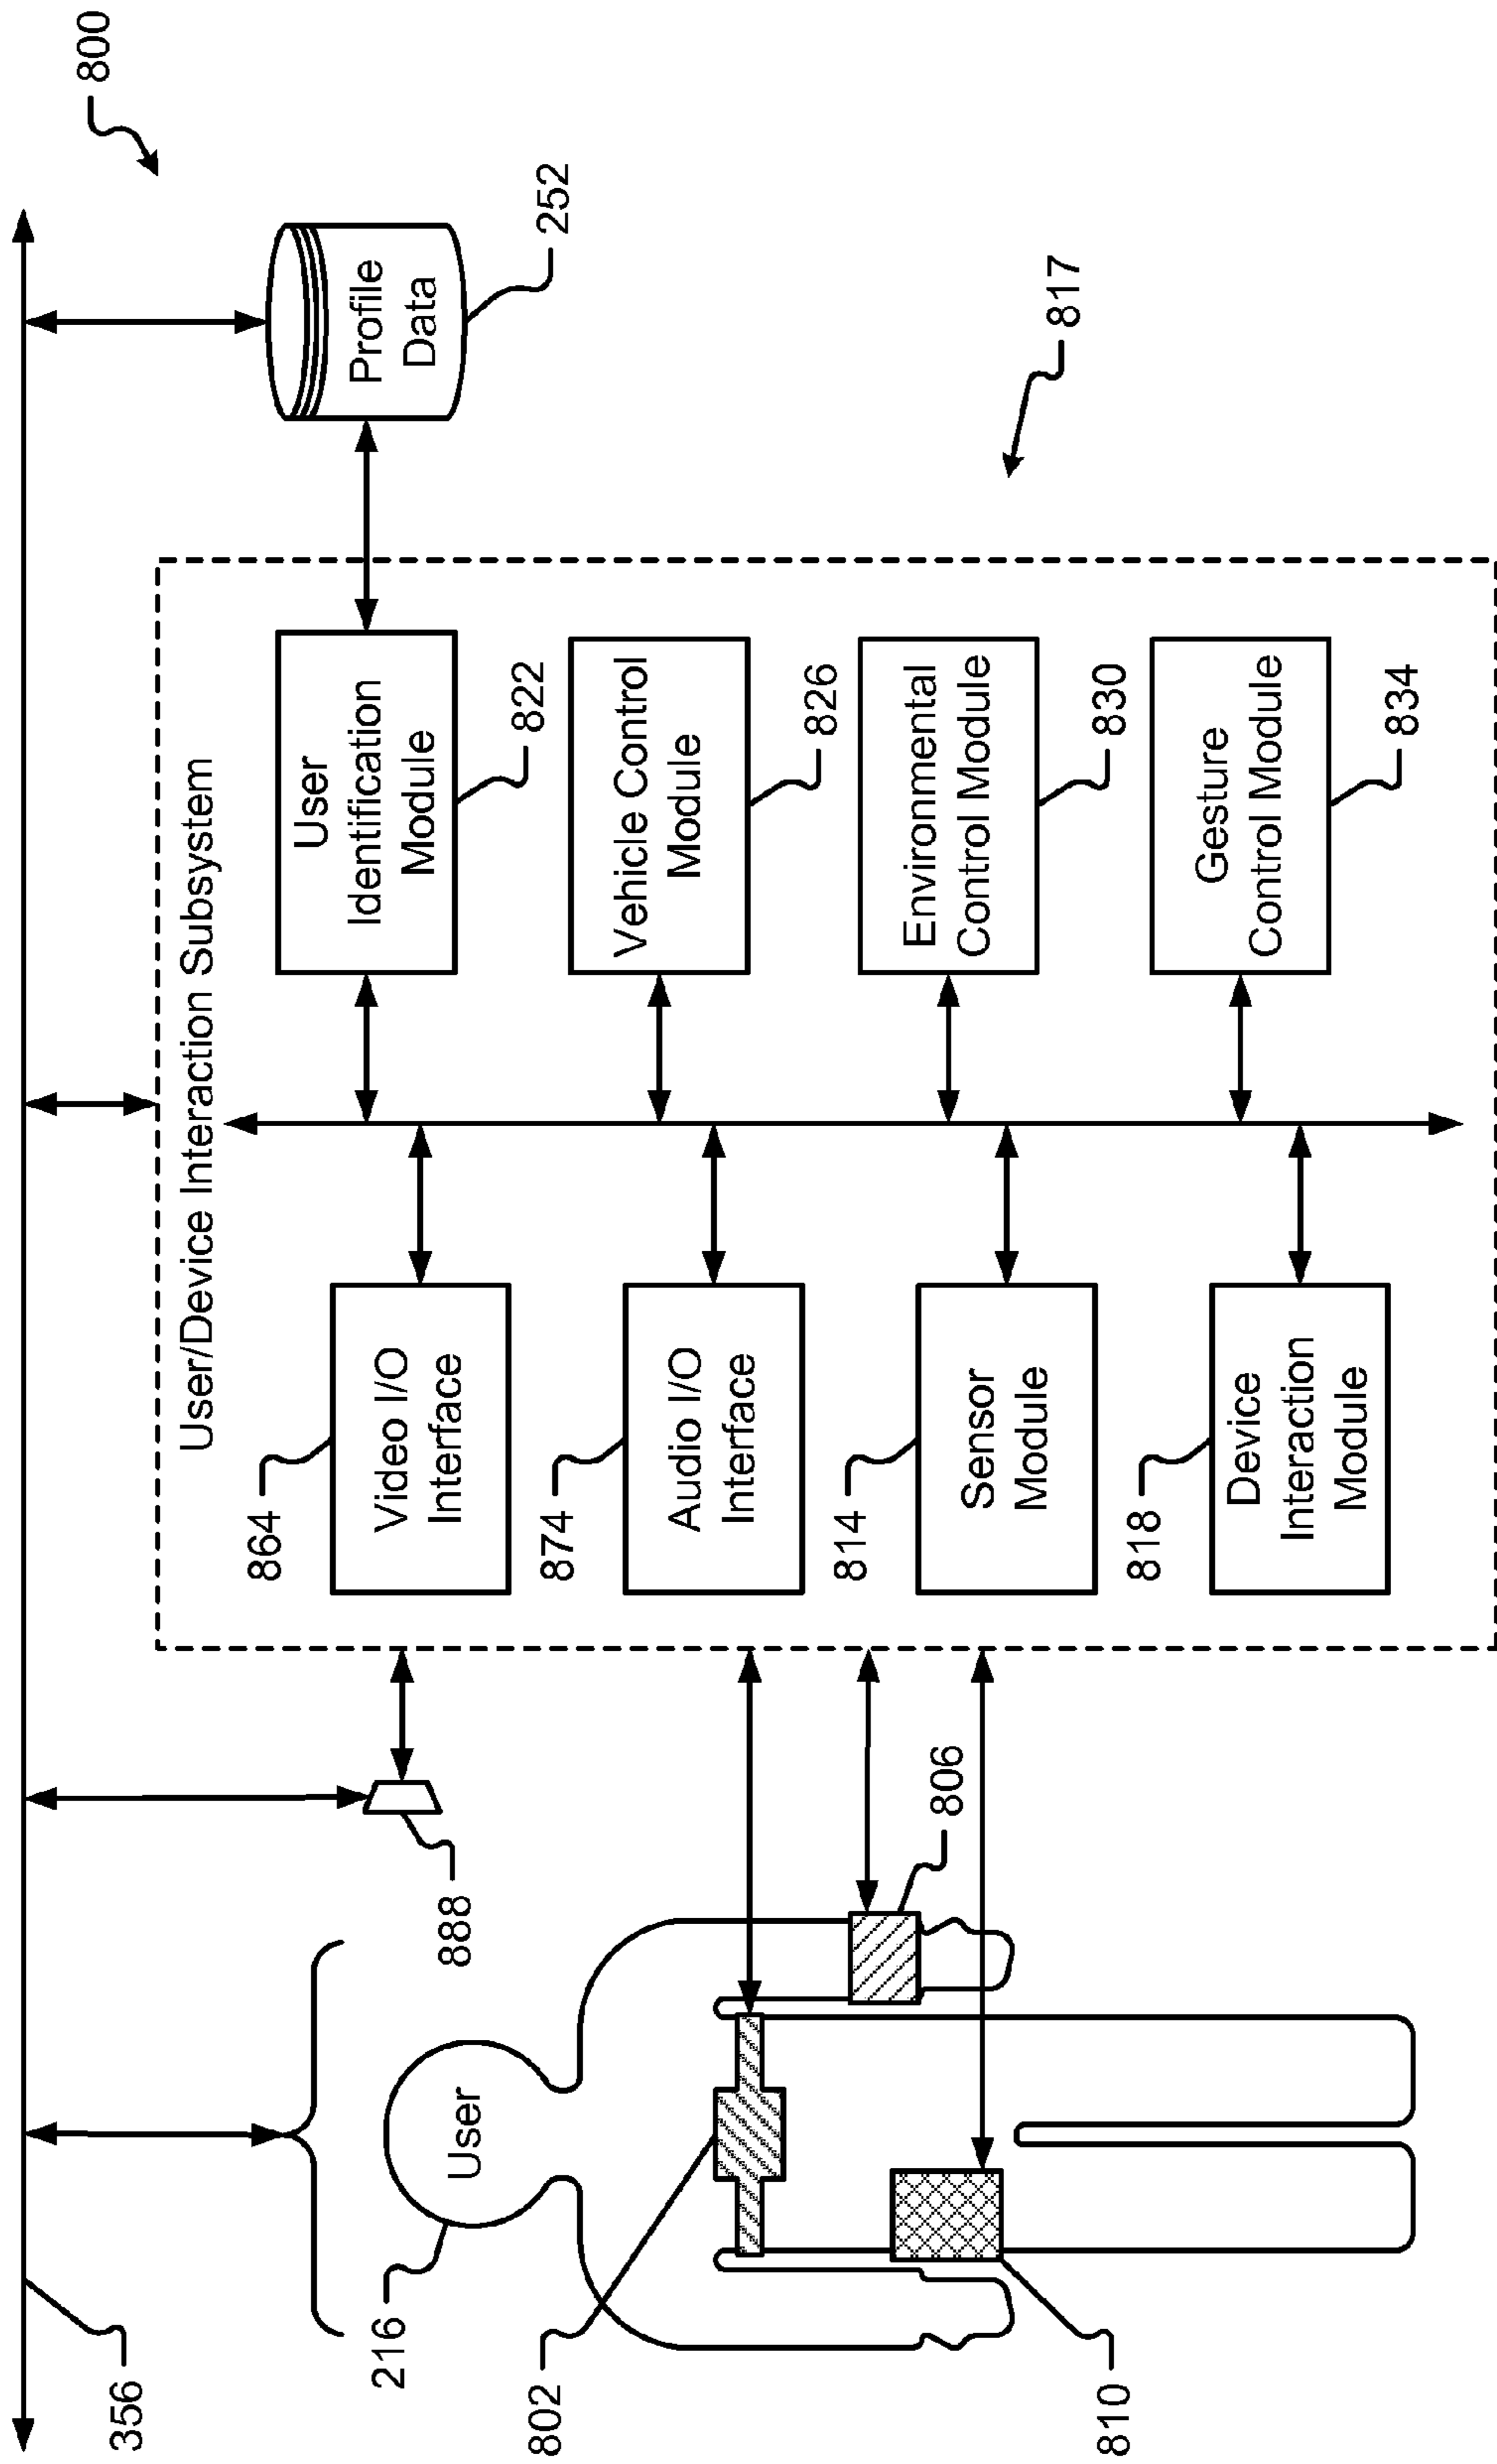 800
356
Profile
Data
252
817
User/Device Interaction Subsystem
864
Video I/O
Interface
User
Identification
Module
822
874
Audio I/O
Interface
Vehicle Control
Module
826
814
Sensor
Module
Environmental
Control Module
830
818
Device
Interaction
Module
Gesture
Control Module
834
888
User
216
806
802
810